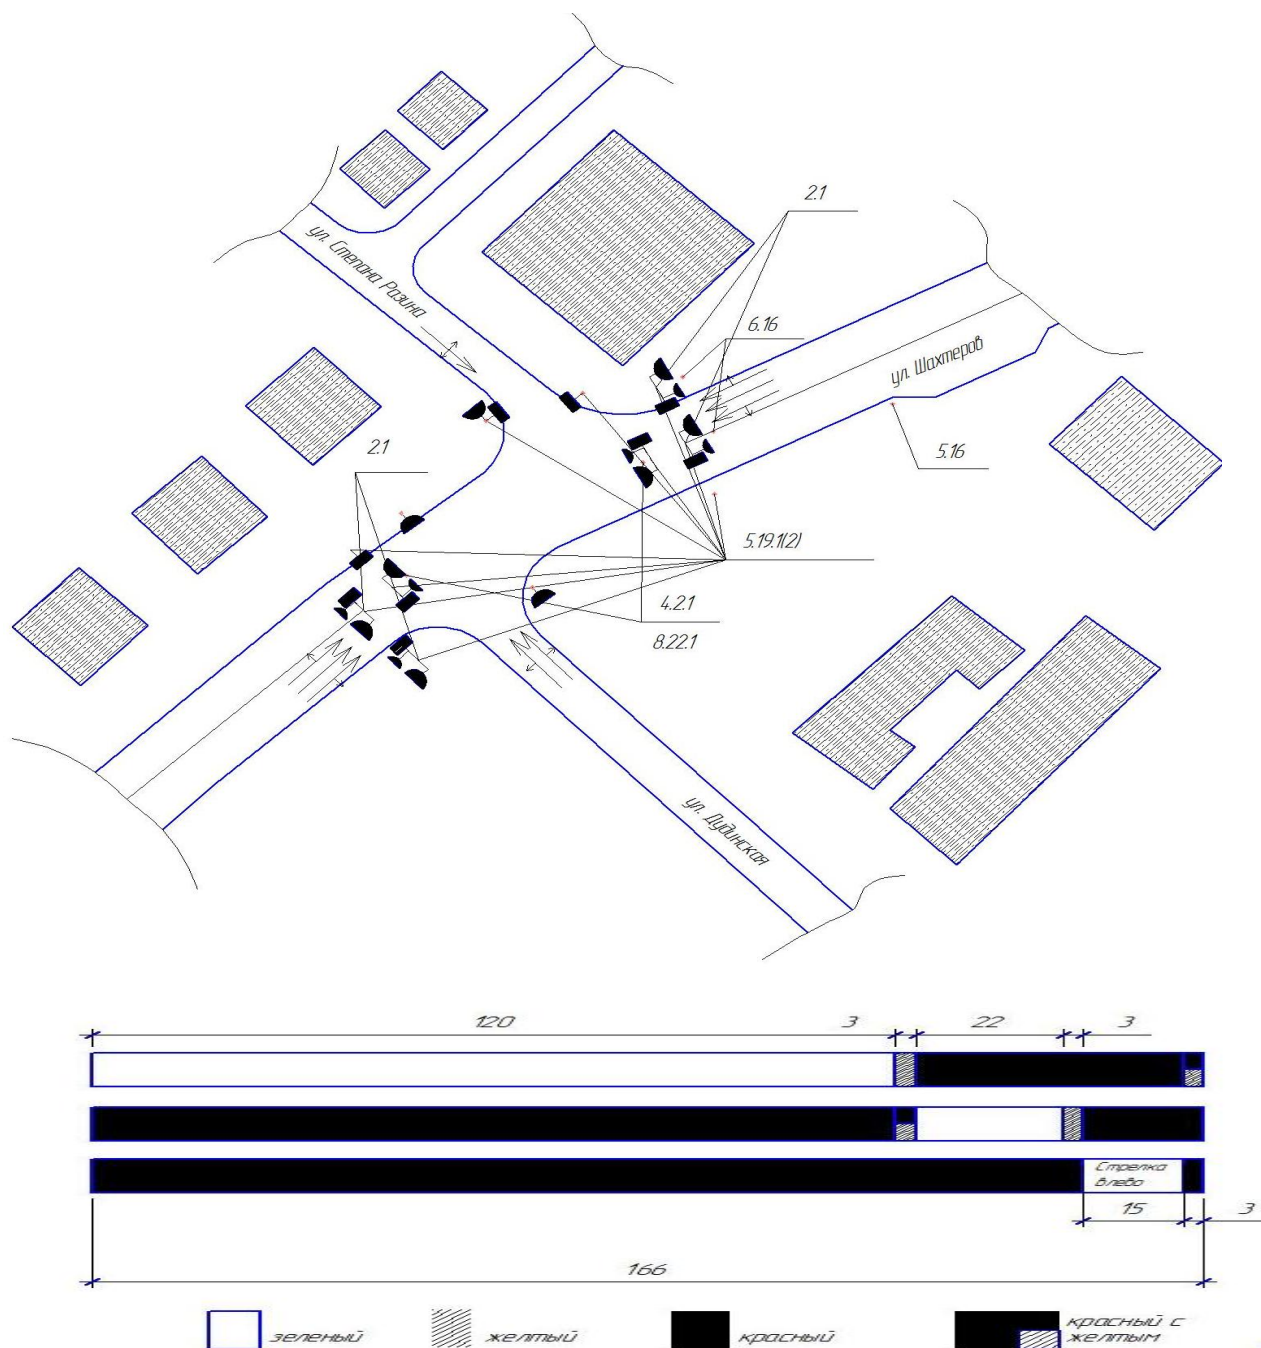 2.1
ул. Степана Разина
6.16
ул. Шахтеров
2.1
5.16
5.19.1(2)
4.2.1
8.22.1
ул. Дудинская
120 3 22 3
Стрелка
влево
15 3
166
зеленый желтый красный красный с
желтым